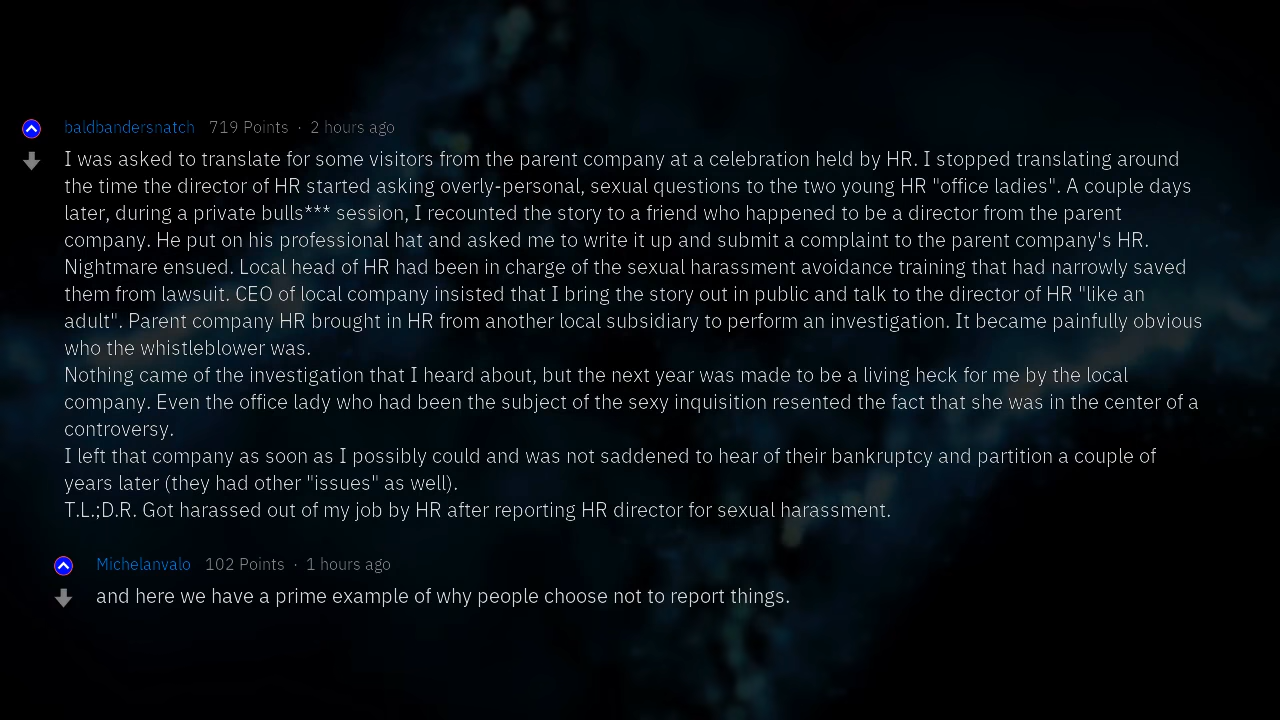 baldbandersnatch 719 Points · 2 hours ago
I was asked to translate for some visitors from the parent company at a celebration held by HR. I stopped translating around
the time the director of HR started asking overly-personal, sexual questions to the two young HR "office ladies". A couple days
later, during a private bulls*** session, I recounted the story to a friend who happened to be a director from the parent
company. He put on his professional hat and asked me to write it up and submit a complaint to the parent company's HR.
Nightmare ensued. Local head of HR had been in charge of the sexual harassment avoidance training that had narrowly saved
them from lawsuit. CEO of local company insisted that I bring the story out in public and talk to the director of HR "like an
adult". Parent company HR brought in HR from another local subsidiary to perform an investigation. It became painfully obvious
who the whistleblower was.
Nothing came of the investigation that I heard about, but the next year was made to be a living heck for me by the local
company. Even the office lady who had been the subject of the sexy inquisition resented the fact that she was in the center of a
controversy.
I left that company as soon as I possibly could and was not saddened to hear of their bankruptcy and partition a couple of
years later (they had other "issues" as well).
T.L.;D.R. Got harassed out of my job by HR after reporting HR director for sexual harassment.
Michelanvalo 102 Points · 1 hours ago
and here we have a prime example of why people choose not to report things.